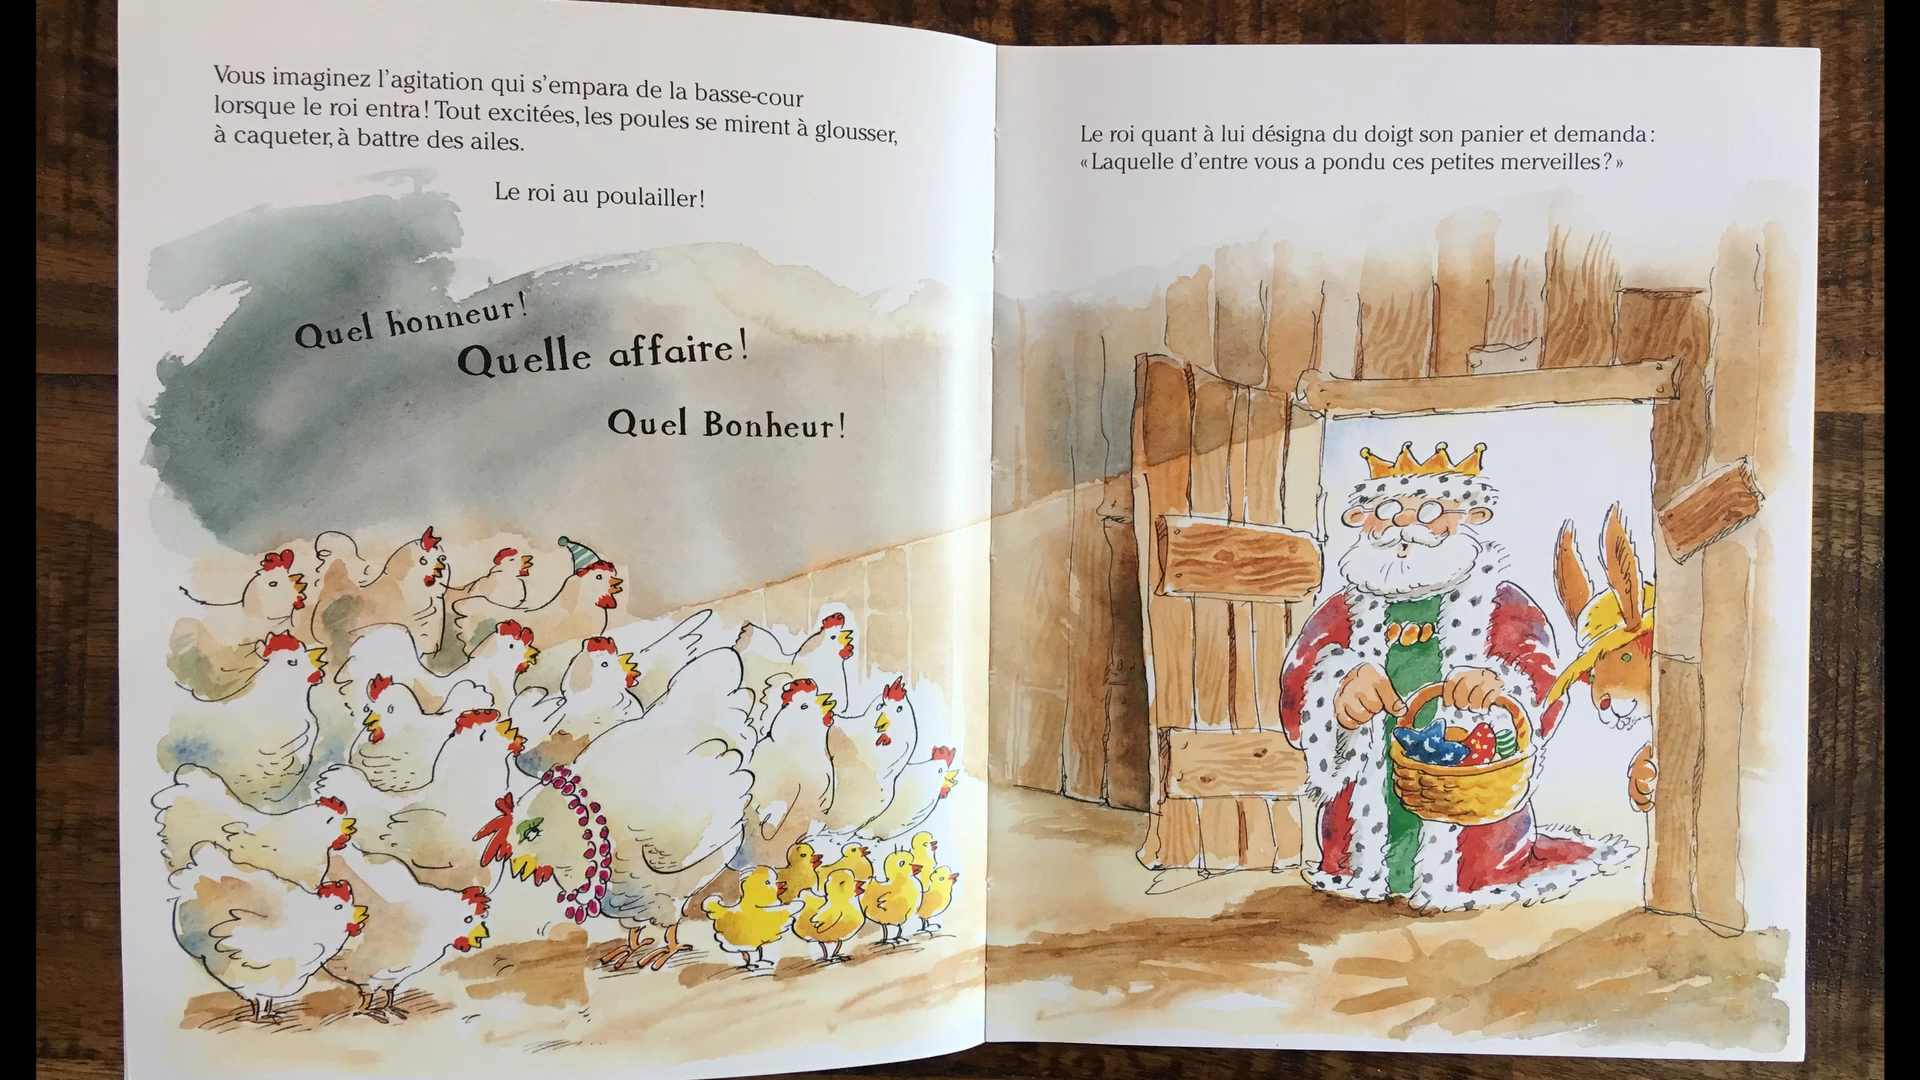 Vous imaginez l'agitation qui s'empara de la basse-cour
lorsque le roi entra! Tout excitées, les poules se mirent à glousser,
à caqueter, à battre des ailes.
Le roi au poulailler!
Quel honneur!
Quelle affaire!
Quel Bonheur!
Le roi quant à lui désigna du doigt son panier et demanda:
«Laquelle d'entre vous a pondu ces petites merveilles?»